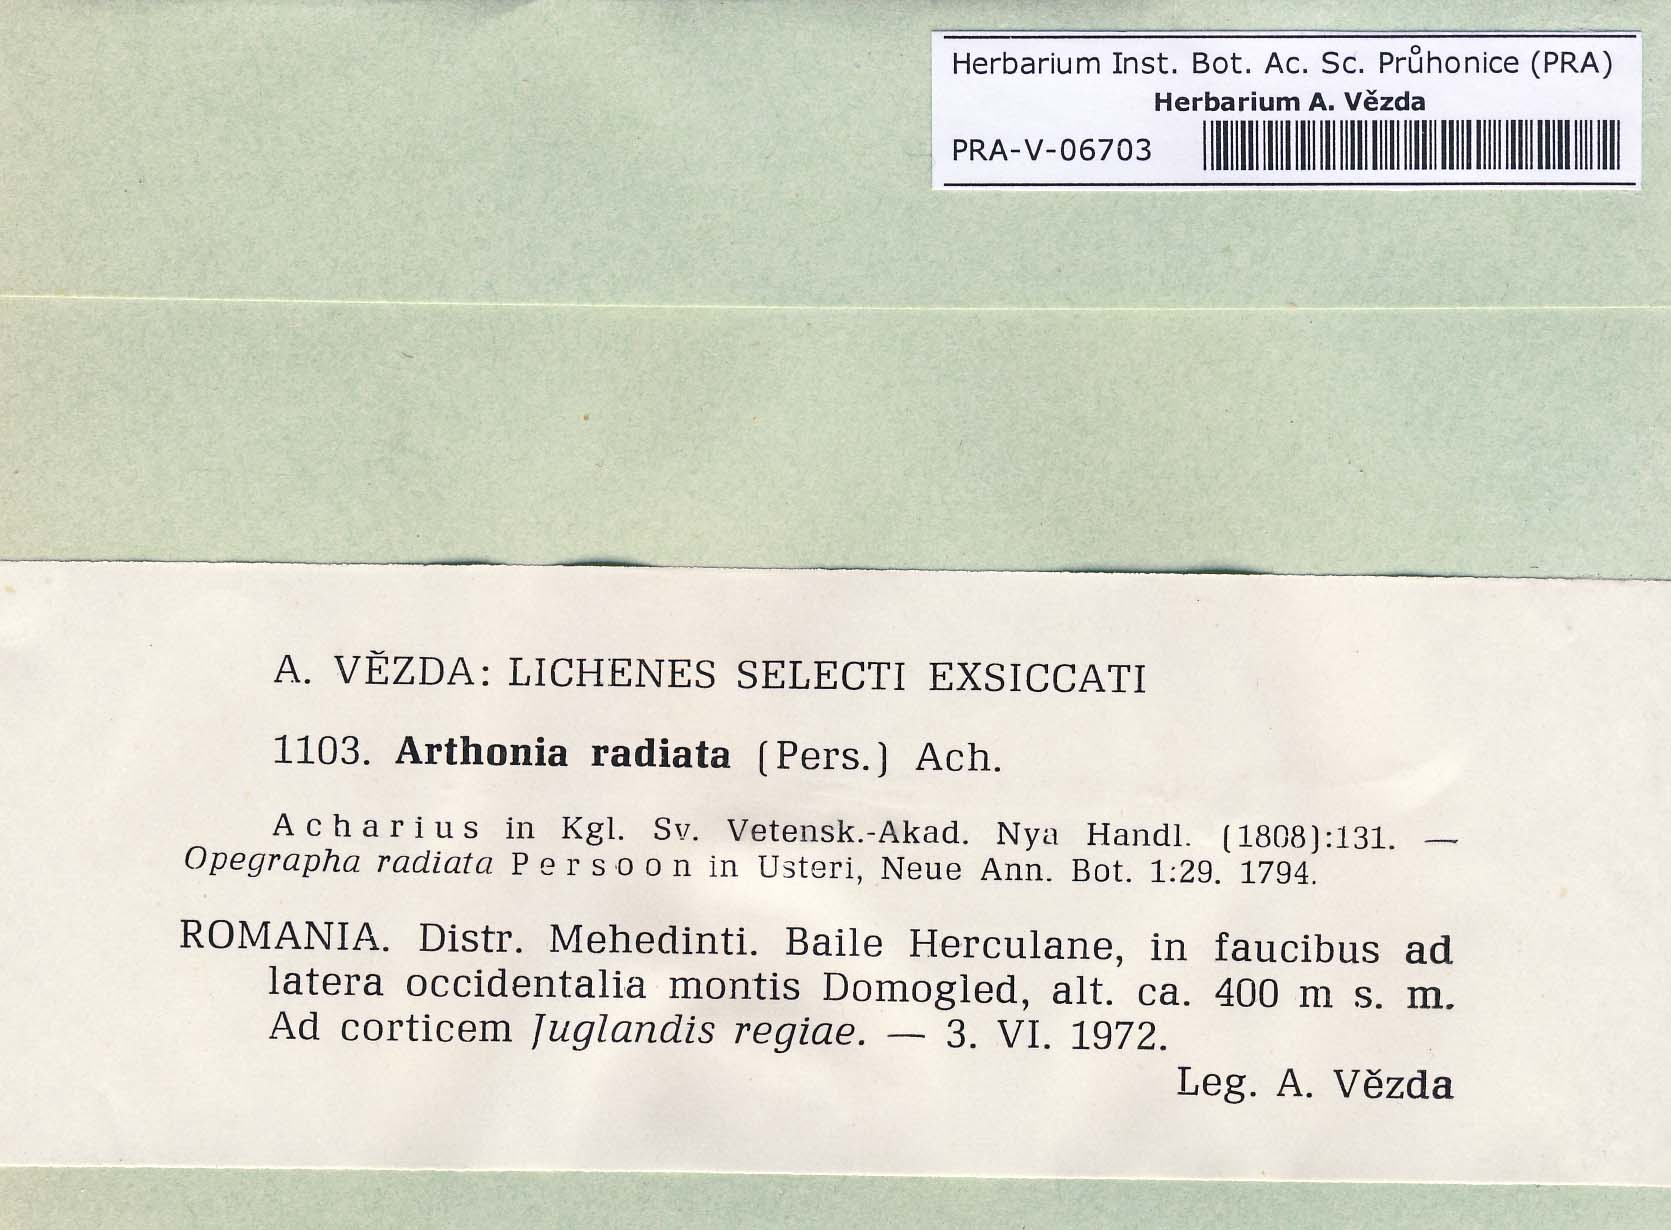 Herbarium Inst. Bot. Ac. Sc. Průhonice (PRA)
Herbarium A. Vězda
PRA-V-06703
A. VĚZDA: LICHENES SELECTI EXSICCATI
1103. Arthonia radiata (Pers.) Ach.
Acharius in Kgl. Sv. Vetensk.-Akad. Nya Handl. (1808):131. —
Opegrapha radiata Persoon in Usteri, Neue Ann. Bot. 1:29. 1794.
ROMANIA. Distr. Mehedinti. Baile Herculane, in faucibus ad
latera occidentalia montis Domogled, alt. ca. 400 m s. m.
Ad corticem Juglandis regiae. — 3. VI. 1972.
Leg. A. Vězda